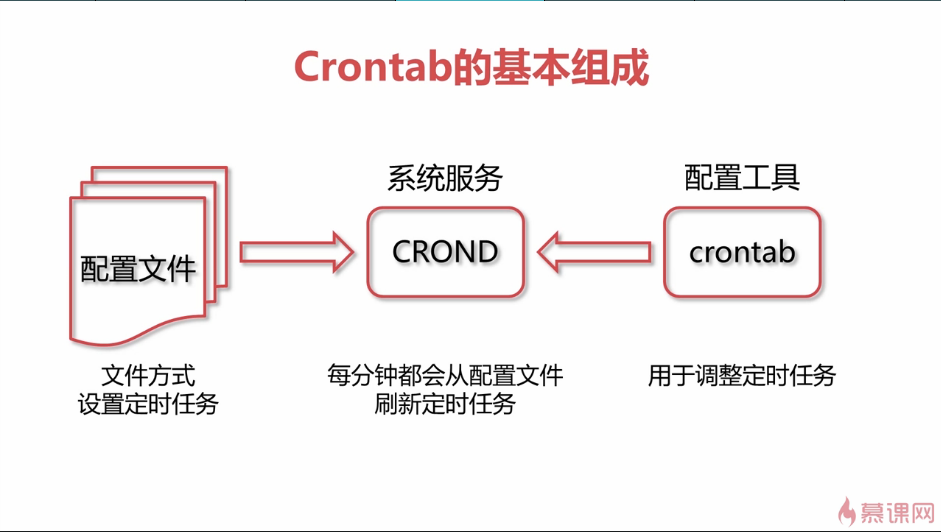 Crontab的基本组成
系统服务
配置工具
配置文件
CROND
crontab
文件方式
设置定时任务
每分钟都会从配置文件
刷新定时任务
用于调整定时任务
慕课网